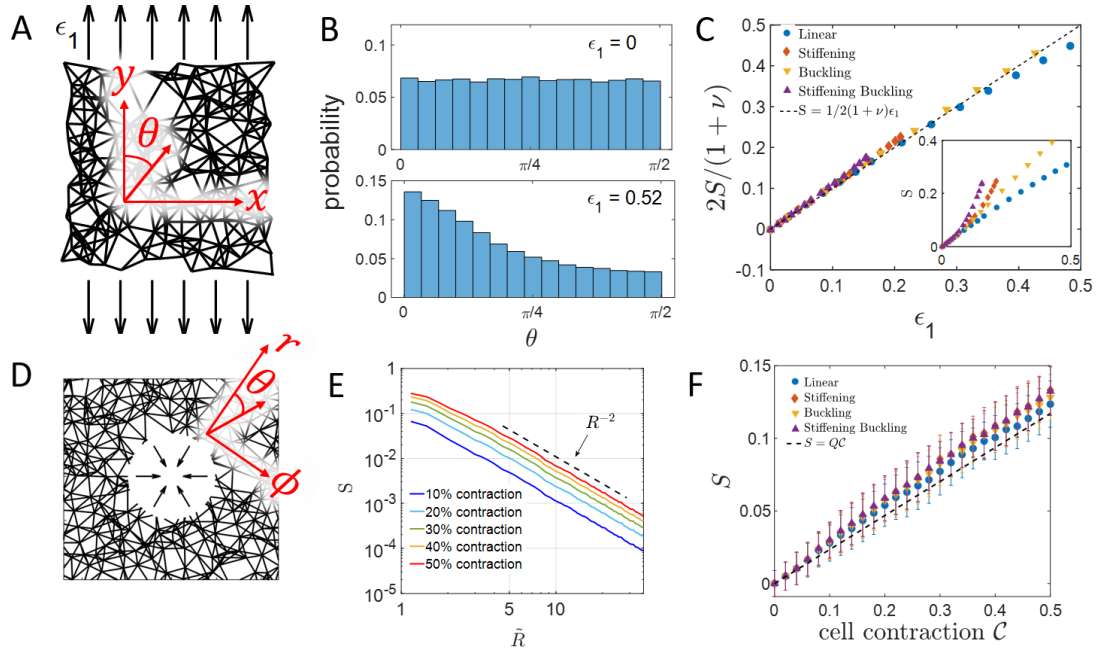 A
ϵ₁
y
θ
x
B
probability
0.1
0.05
0
ϵ₁ = 0
0 π/4 π/2
0.15
0.10
0.05
0
ϵ₁ = 0.52
0 π/4 π/2
θ
C
2S/(1 + ν)
0.5
0.4
0.3
0.2
0.1
0
-0.1
Linear
Stiffening
Buckling
Stiffening Buckling
S = 1/2(1 + ν)ϵ₁
S
0.4
0.2
0
0 0.5
0 0.1 0.2 0.3 0.4 0.5
ϵ₁
D
r
θ
ϕ
E
S
1
10⁻¹
10⁻²
10⁻³
10⁻⁴
10⁻⁵
R⁻²
10% contraction
20% contraction
30% contraction
40% contraction
50% contraction
1 5 10
R̃
F
S
0.15
0.1
0.05
0
Linear
Stiffening
Buckling
Stiffening Buckling
S = QC
0 0.1 0.2 0.3 0.4 0.5
cell contraction C